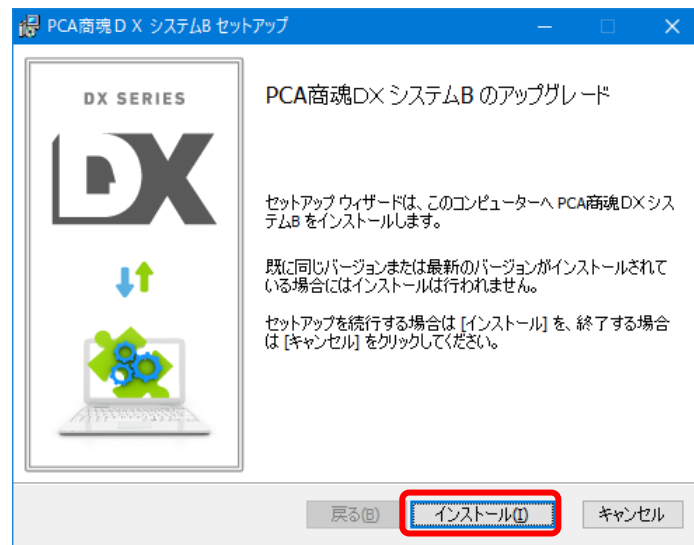 PCA商魂ＤＸ システムB セットアップ
DX SERIES
DX
PCA商魂DX システムB のアップグレード
セットアップ ウィザードは、このコンピューターへ PCA商魂DX シス
テムB をインストールします。
既に同じバージョンまたは最新のバージョンがインストールされて
いる場合にはインストールは行われません。
セットアップを続行する場合は [インストール] を、終了する場合
は [キャンセル] をクリックしてください。
戻る(B)
インストール(I)
キャンセル